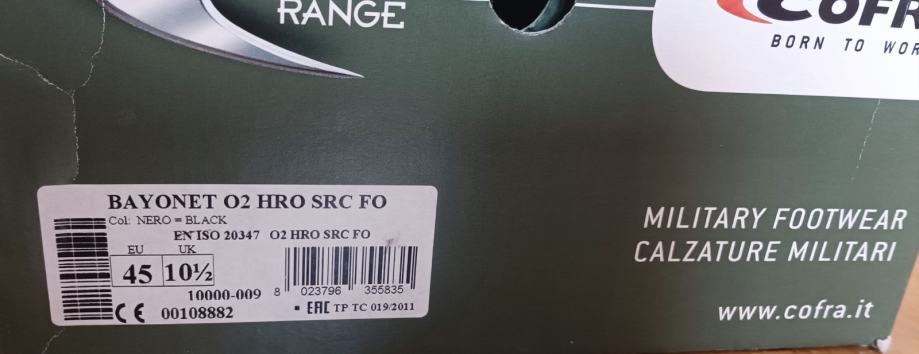 RANGE
COFR
BORN TO WOR
BAYONET O2 HRO SRC FO
Col: NERO = BLACK
EN ISO 20347 O2 HRO SRC FO
EU UK
45 10½
10000-009
8 023796 355835
CE 00108882
▪ EAC TP TC 019/2011
MILITARY FOOTWEAR
CALZATURE MILITARI
www.cofra.it